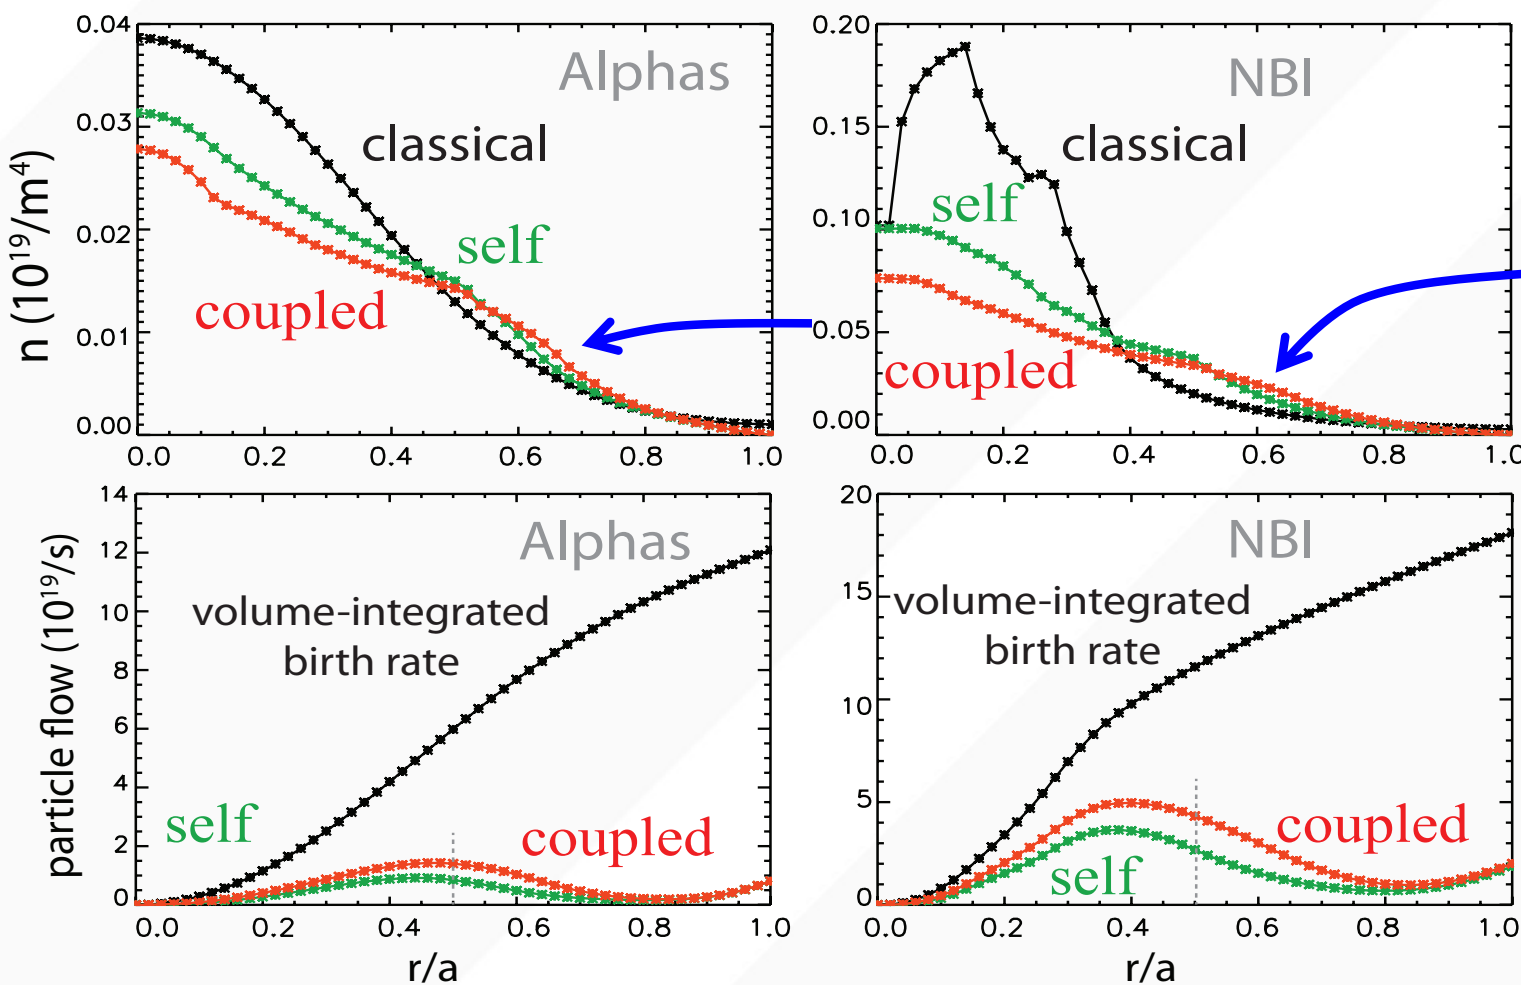 0.04
0.03
0.02
0.01
0.00
n (10¹⁹/m⁴)
Alphas
classical
self
coupled
0.0 0.2 0.4 0.6 0.8 1.0
0.20
0.15
0.10
0.05
0.00
NBI
classical
self
coupled
0.0 0.2 0.4 0.6 0.8 1.0
14
12
10
8
6
4
2
0
particle flow (10¹⁹/s)
Alphas
volume-integrated
birth rate
self
coupled
0.0 0.2 0.4 0.6 0.8 1.0
r/a
20
15
10
5
0
NBI
volume-integrated
birth rate
coupled
self
0.0 0.2 0.4 0.6 0.8 1.0
r/a